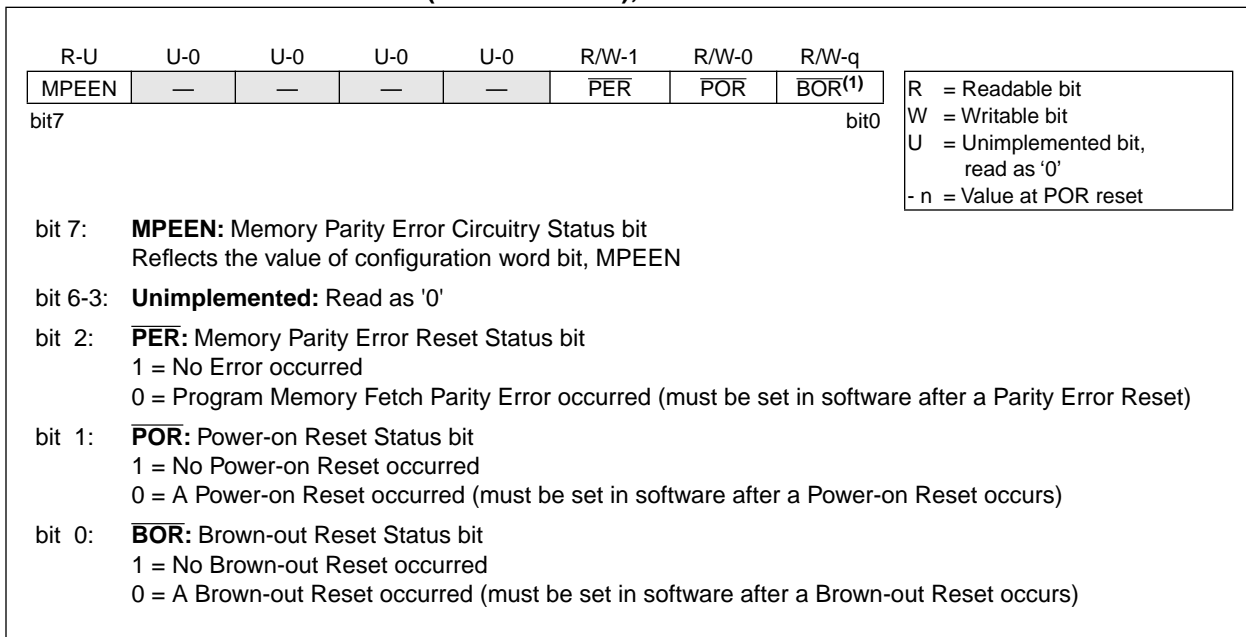 R-U U-0 U-0 U-0 U-0 R/W-1 R/W-0 R/W-q
MPEEN — — — — P̅E̅R̅ P̅O̅R̅ B̅O̅R̅(1)
bit7 bit0
R = Readable bit
W = Writable bit
U = Unimplemented bit,
read as ‘0’
- n = Value at POR reset
bit 7: MPEEN: Memory Parity Error Circuitry Status bit
Reflects the value of configuration word bit, MPEEN
bit 6-3: Unimplemented: Read as '0'
bit 2: P̅E̅R̅: Memory Parity Error Reset Status bit
1 = No Error occurred
0 = Program Memory Fetch Parity Error occurred (must be set in software after a Parity Error Reset)
bit 1: P̅O̅R̅: Power-on Reset Status bit
1 = No Power-on Reset occurred
0 = A Power-on Reset occurred (must be set in software after a Power-on Reset occurs)
bit 0: B̅O̅R̅: Brown-out Reset Status bit
1 = No Brown-out Reset occurred
0 = A Brown-out Reset occurred (must be set in software after a Brown-out Reset occurs)